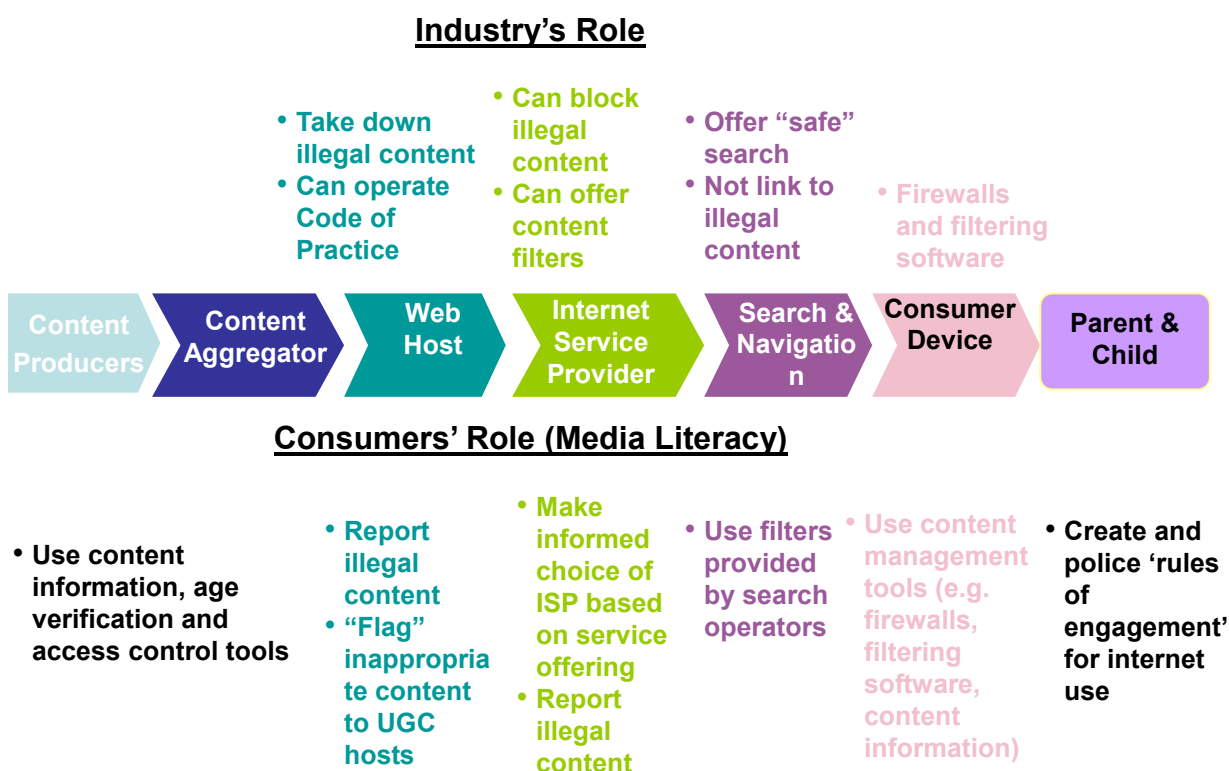 Industry's Role
• Take down
illegal content
• Can operate
Code of
Practice
• Can block
illegal
content
• Can offer
content
filters
• Offer “safe”
search
• Not link to
illegal
content
• Firewalls
and filtering
software
Content
Producers
Content
Aggregator
Web
Host
Internet
Service
Provider
Search &
Navigatio
n
Consumer
Device
Parent &
Child
Consumers' Role (Media Literacy)
• Use content
information, age
verification and
access control tools
• Report
illegal
content
• “Flag”
inappropria
te content
to UGC
hosts
• Make
informed
choice of
ISP based
on service
offering
• Report
illegal
content
• Use filters
provided
by search
operators
• Use content
management
tools (e.g.
firewalls,
filtering
software,
content
information)
• Create and
police ‘rules
of
engagement’
for internet
use